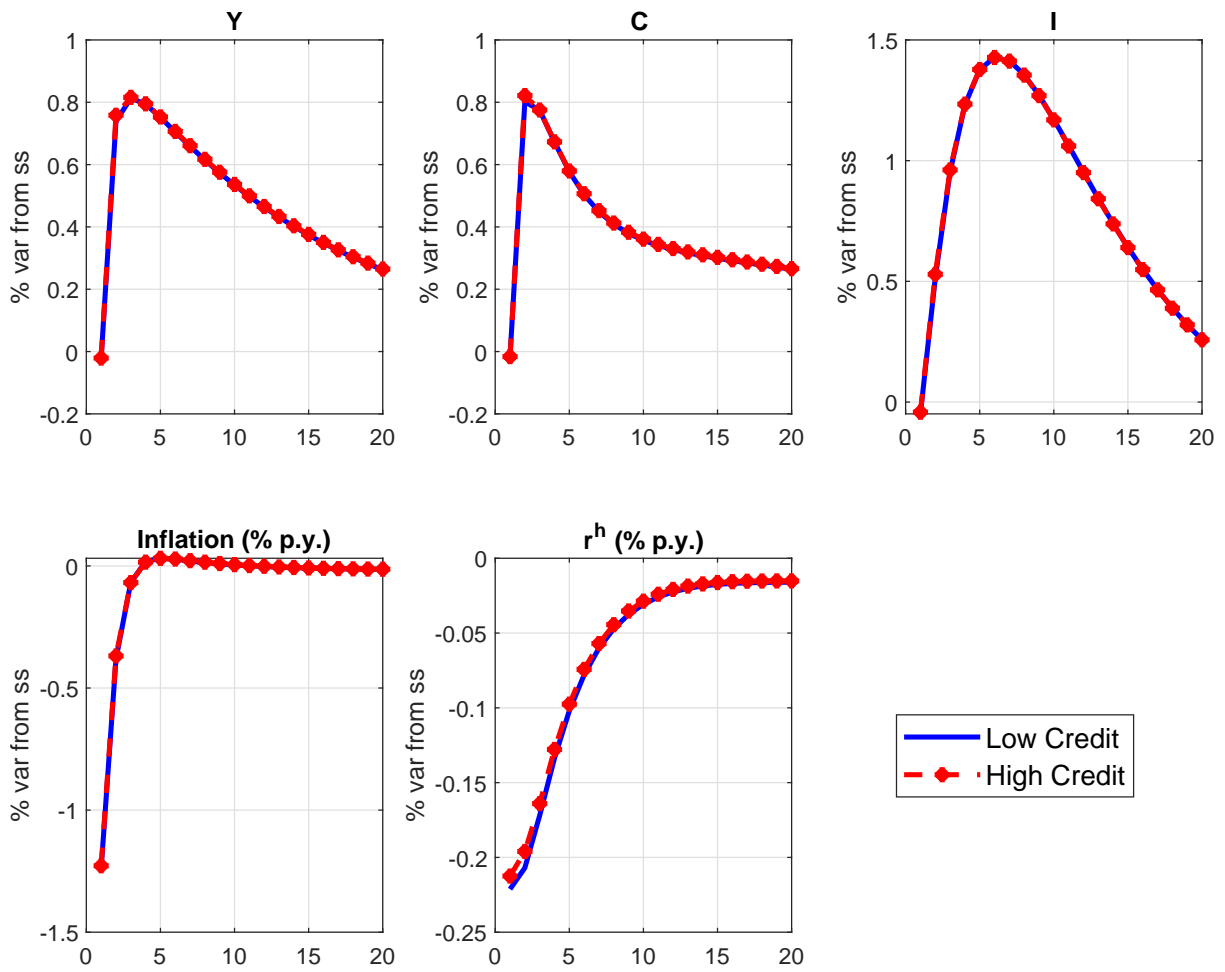 Y
C
I
% var from ss
1
0.8
0.6
0.4
0.2
0
-0.2
0 5 10 15 20
% var from ss
1
0.8
0.6
0.4
0.2
0
-0.2
0 5 10 15 20
% var from ss
1.5
1
0.5
0
0 5 10 15 20
Inflation (% p.y.)
% var from ss
0
-0.5
-1
-1.5
0 5 10 15 20
r^h (% p.y.)
% var from ss
0
-0.05
-0.1
-0.15
-0.2
-0.25
0 5 10 15 20
Low Credit
High Credit